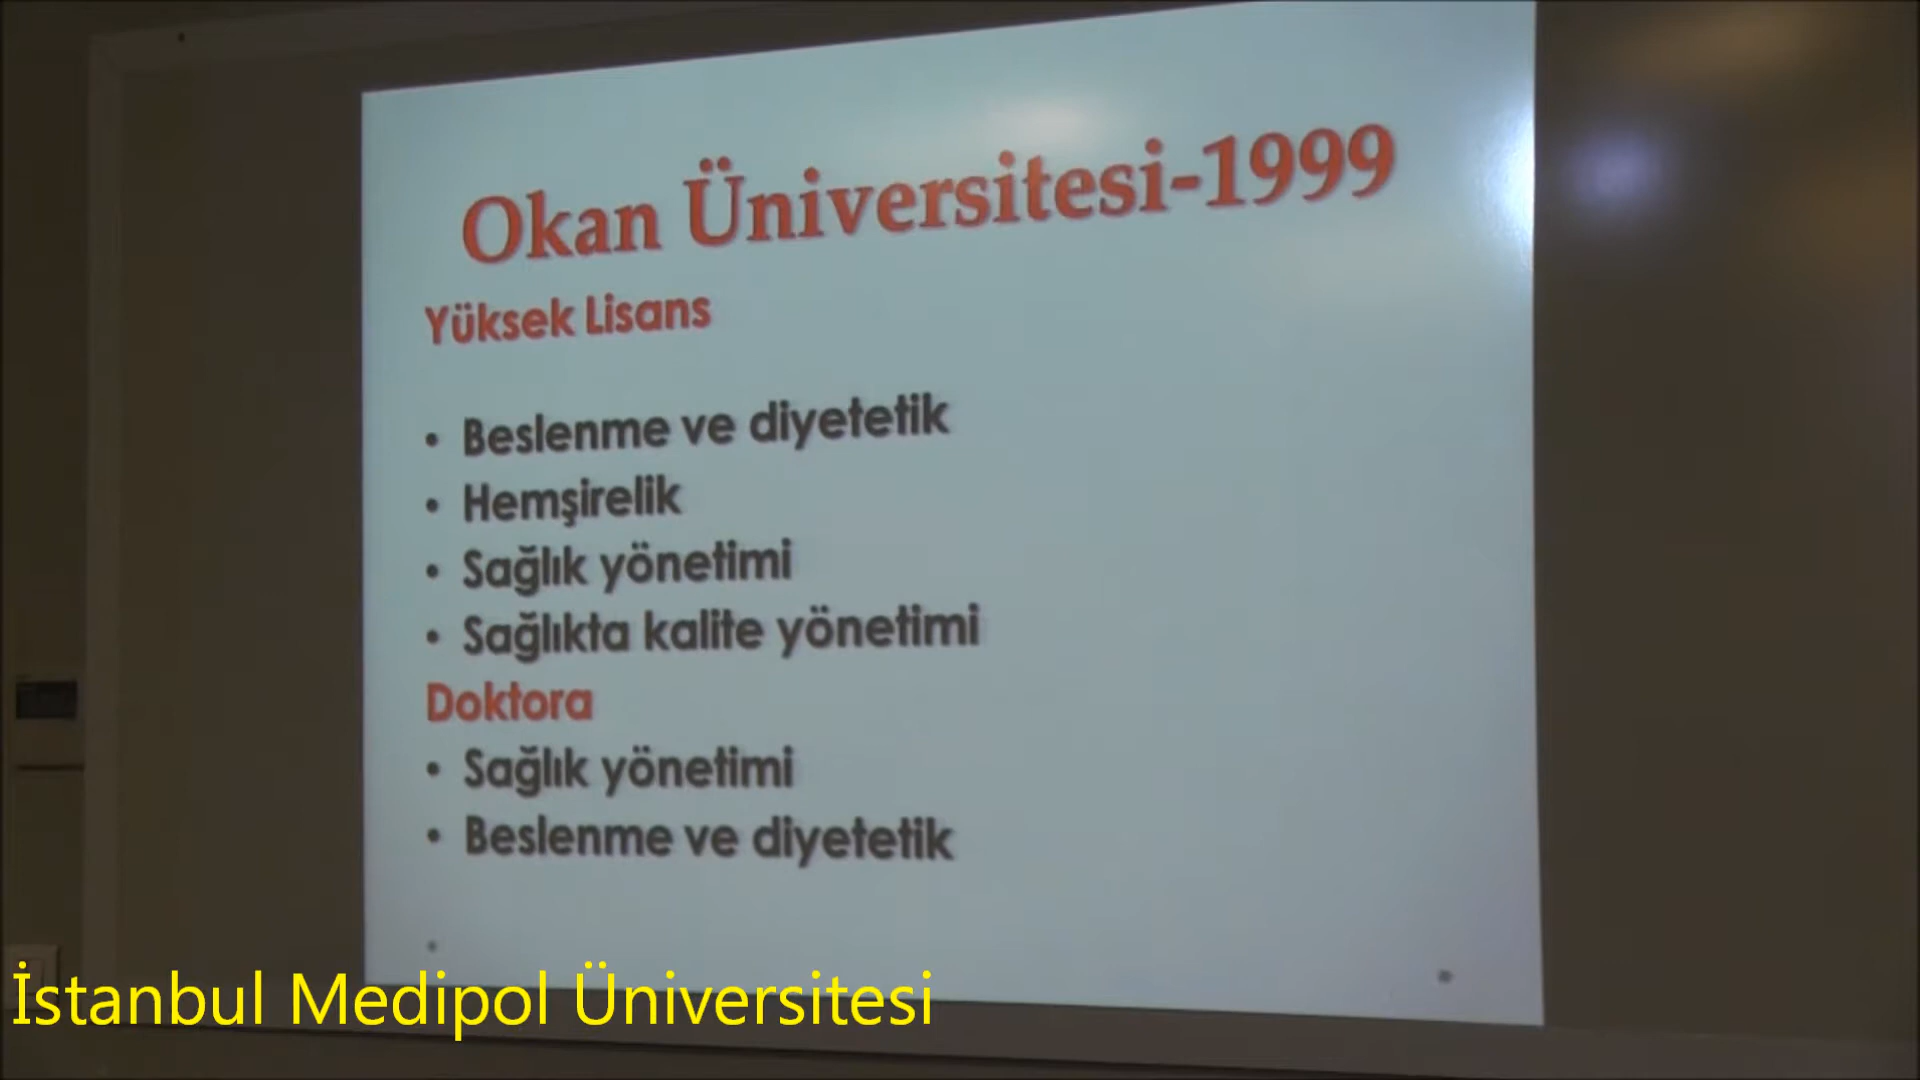 Okan Üniversitesi-1999
Yüksek Lisans
• Beslenme ve diyetetik
• Hemşirelik
• Sağlık yönetimi
• Sağlıkta kalite yönetimi
Doktora
• Sağlık yönetimi
• Beslenme ve diyetetik
İstanbul Medipol Üniversitesi